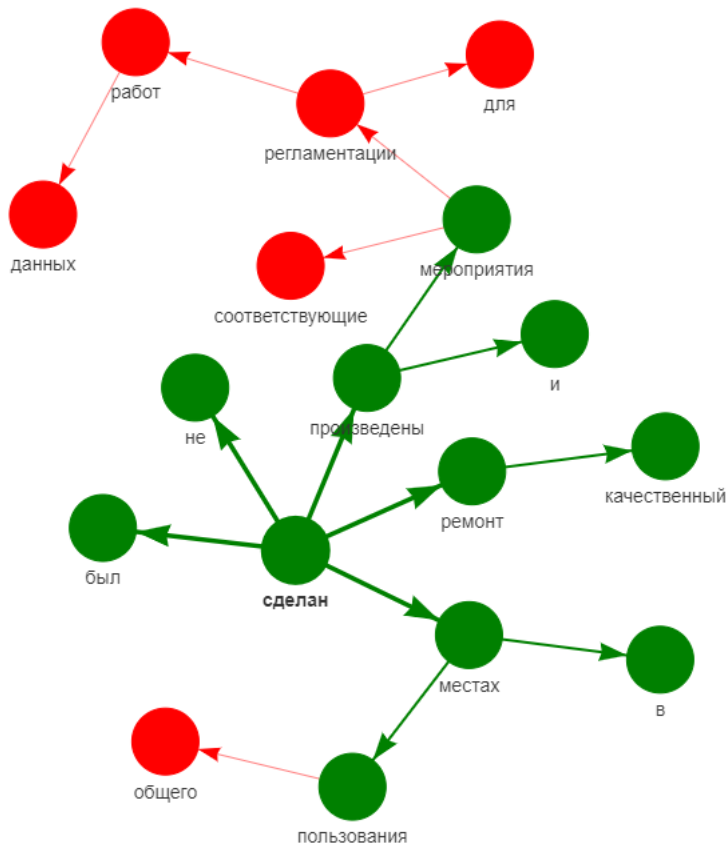 работ
для
регламентации
данных
мероприятия
соответствующие
и
не
произведены
качественный
ремонт
был
сделан
местах
в
общего
пользования